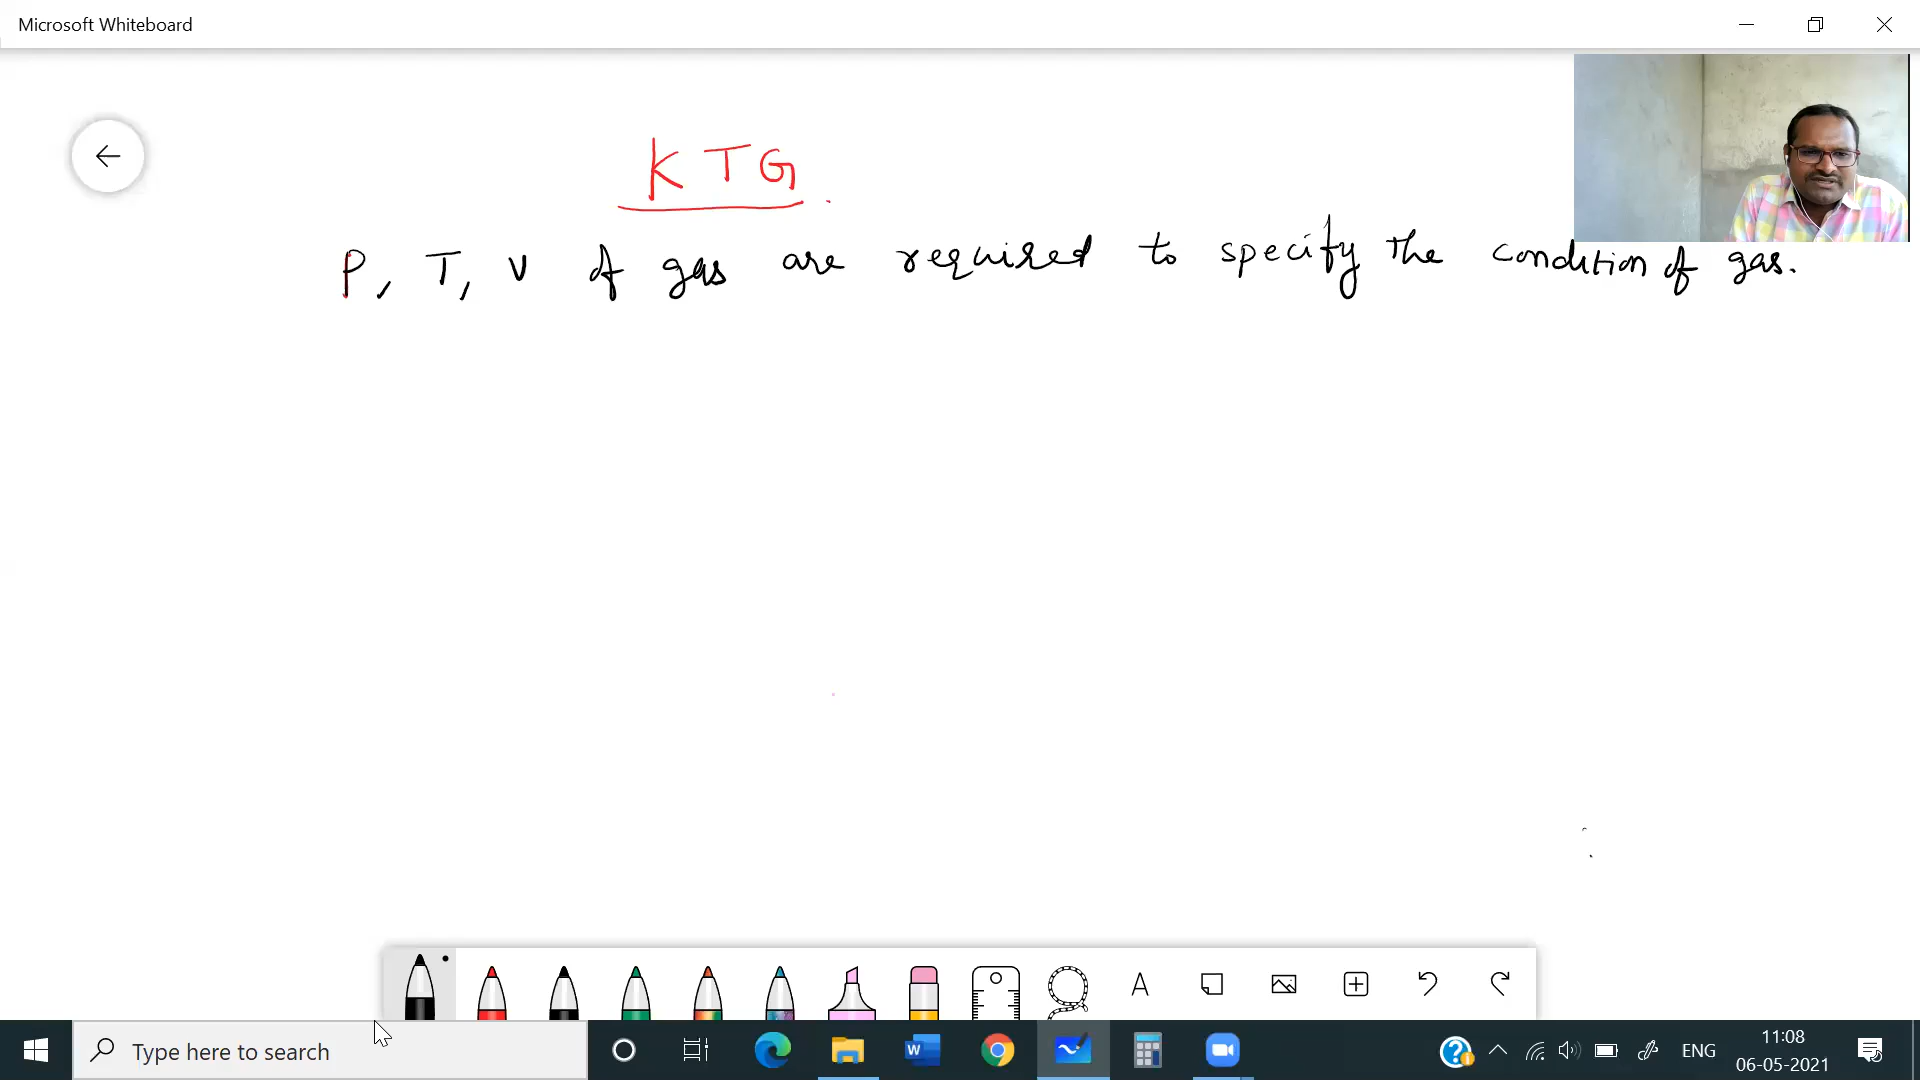 Microsoft Whiteboard
KTG.
P, T, V of gas are required to specify the condition of gas.
A
Type here to search
ENG
11:08
06-05-2021